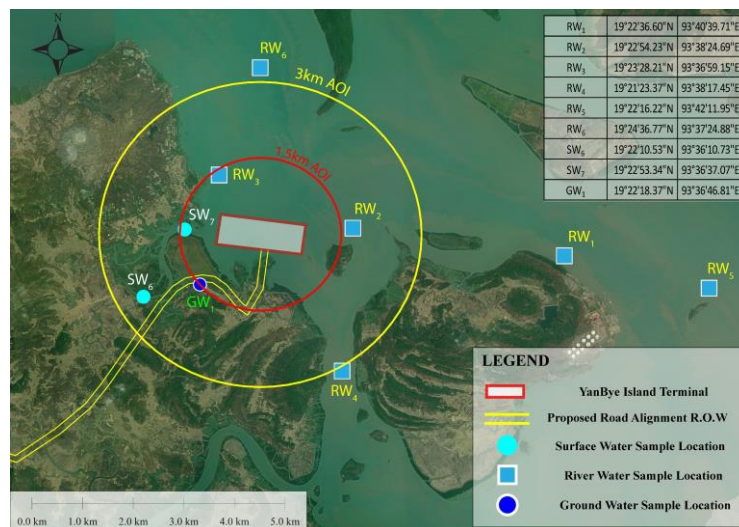 N
RW₆
3km AOI
1.5km AOI
RW₃
RW₂
SW₇
SW₆
GW₁
RW₁
RW₅
RW₄
RW₁ 19°22'36.60"N 93°40'39.71"E
RW₂ 19°22'54.23"N 93°38'24.69"E
RW₃ 19°23'28.21"N 93°36'59.15"E
RW₄ 19°21'23.37"N 93°38'17.45"E
RW₅ 19°22'16.22"N 93°42'11.95"E
RW₆ 19°24'36.77"N 93°37'24.88"E
SW₆ 19°22'10.53"N 93°36'10.73"E
SW₇ 19°22'53.34"N 93°36'37.07"E
GW₁ 19°22'18.37"N 93°36'46.81"E
LEGEND
YanBye Island Terminal
Proposed Road Alignment R.O.W
Surface Water Sample Location
River Water Sample Location
Ground Water Sample Location
0.0 km 1.0 km 2.0 km 3.0 km 4.0 km 5.0 km